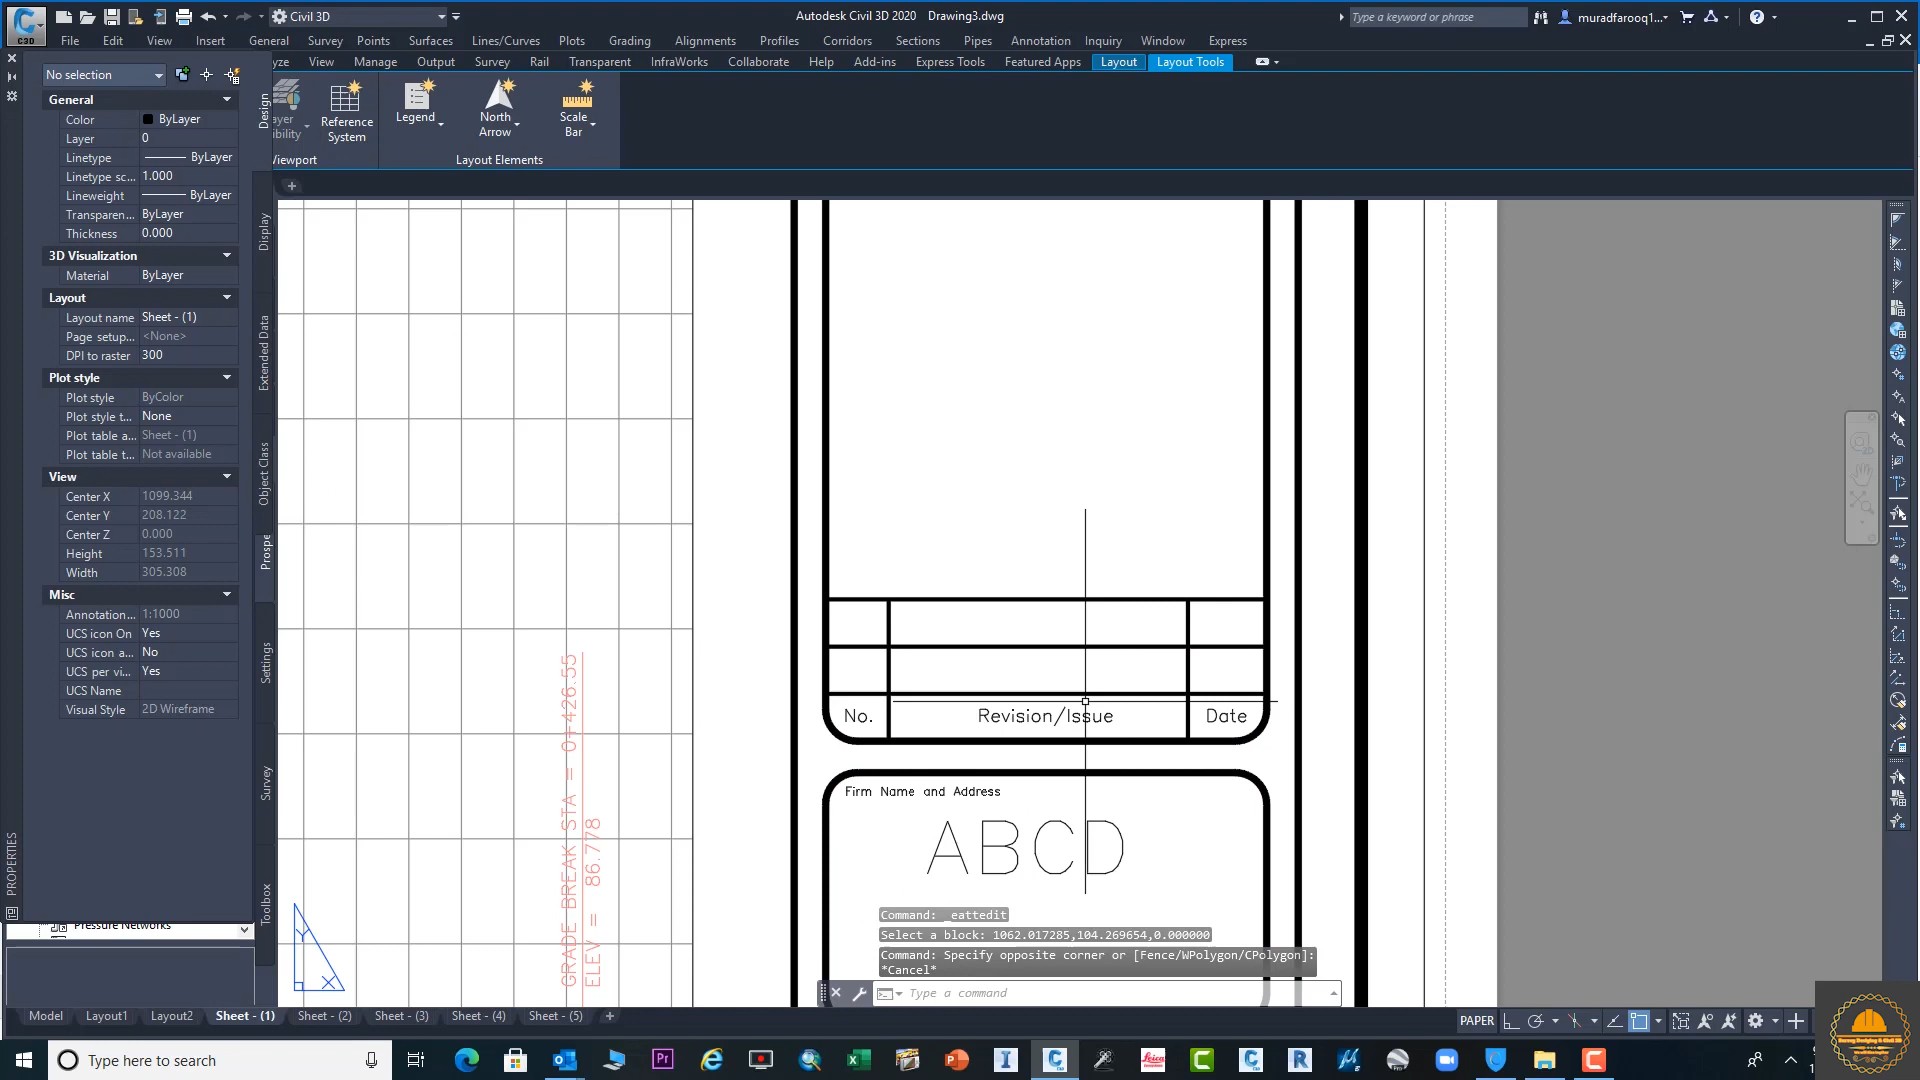 Civil 3D
Autodesk Civil 3D 2020 Drawing3.dwg
Type a keyword or phrase
muradfarooq1...
C3D
File Edit View Insert General Survey Points Surfaces Lines/Curves Plots Grading Alignments Profiles Corridors Sections Pipes Annotation Inquiry Window Express
yze View Manage Output Survey Rail Transparent InfraWorks Collaborate Help Add-ins Express Tools Featured Apps Layout Layout Tools
No selection
General
Color ByLayer
Layer 0
Linetype ByLayer
Linetype sc... 1.000
Lineweight ByLayer
Transparen... ByLayer
Thickness 0.000
3D Visualization
Material ByLayer
Layout
Layout name Sheet - (1)
Page setup... <None>
DPI to raster 300
Plot style
Plot style ByColor
Plot style t... None
Plot table a... Sheet - (1)
Plot table t... Not available
View
Center X 1099.344
Center Y 208.122
Center Z 0.000
Height 153.511
Width 305.308
Misc
Annotation... 1:1000
UCS icon On Yes
UCS icon a... No
UCS per vi... Yes
UCS Name
Visual Style 2D Wireframe
PROPERTIES
Pressure Networks
Design
Display
Extended Data
Object Class
Prospe
Settings
Survey
Toolbox
ayer
ibility
Reference
System
Legend
North
Arrow
Scale
Bar
Viewport
Layout Elements
GRADE BREAK STA = 0+426.55
ELEV = 86.778
Y
X
No. Revision/Issue Date
Firm Name and Address
ABCD
Command: _eattedit
Select a block: 1062.017285,104.269654,0.000000
Command: Specify opposite corner or [Fence/WPolygon/CPolygon]:
*Cancel*
Type a command
Model Layout1 Layout2 Sheet - (1) Sheet - (2) Sheet - (3) Sheet - (4) Sheet - (5)
PAPER
Type here to search